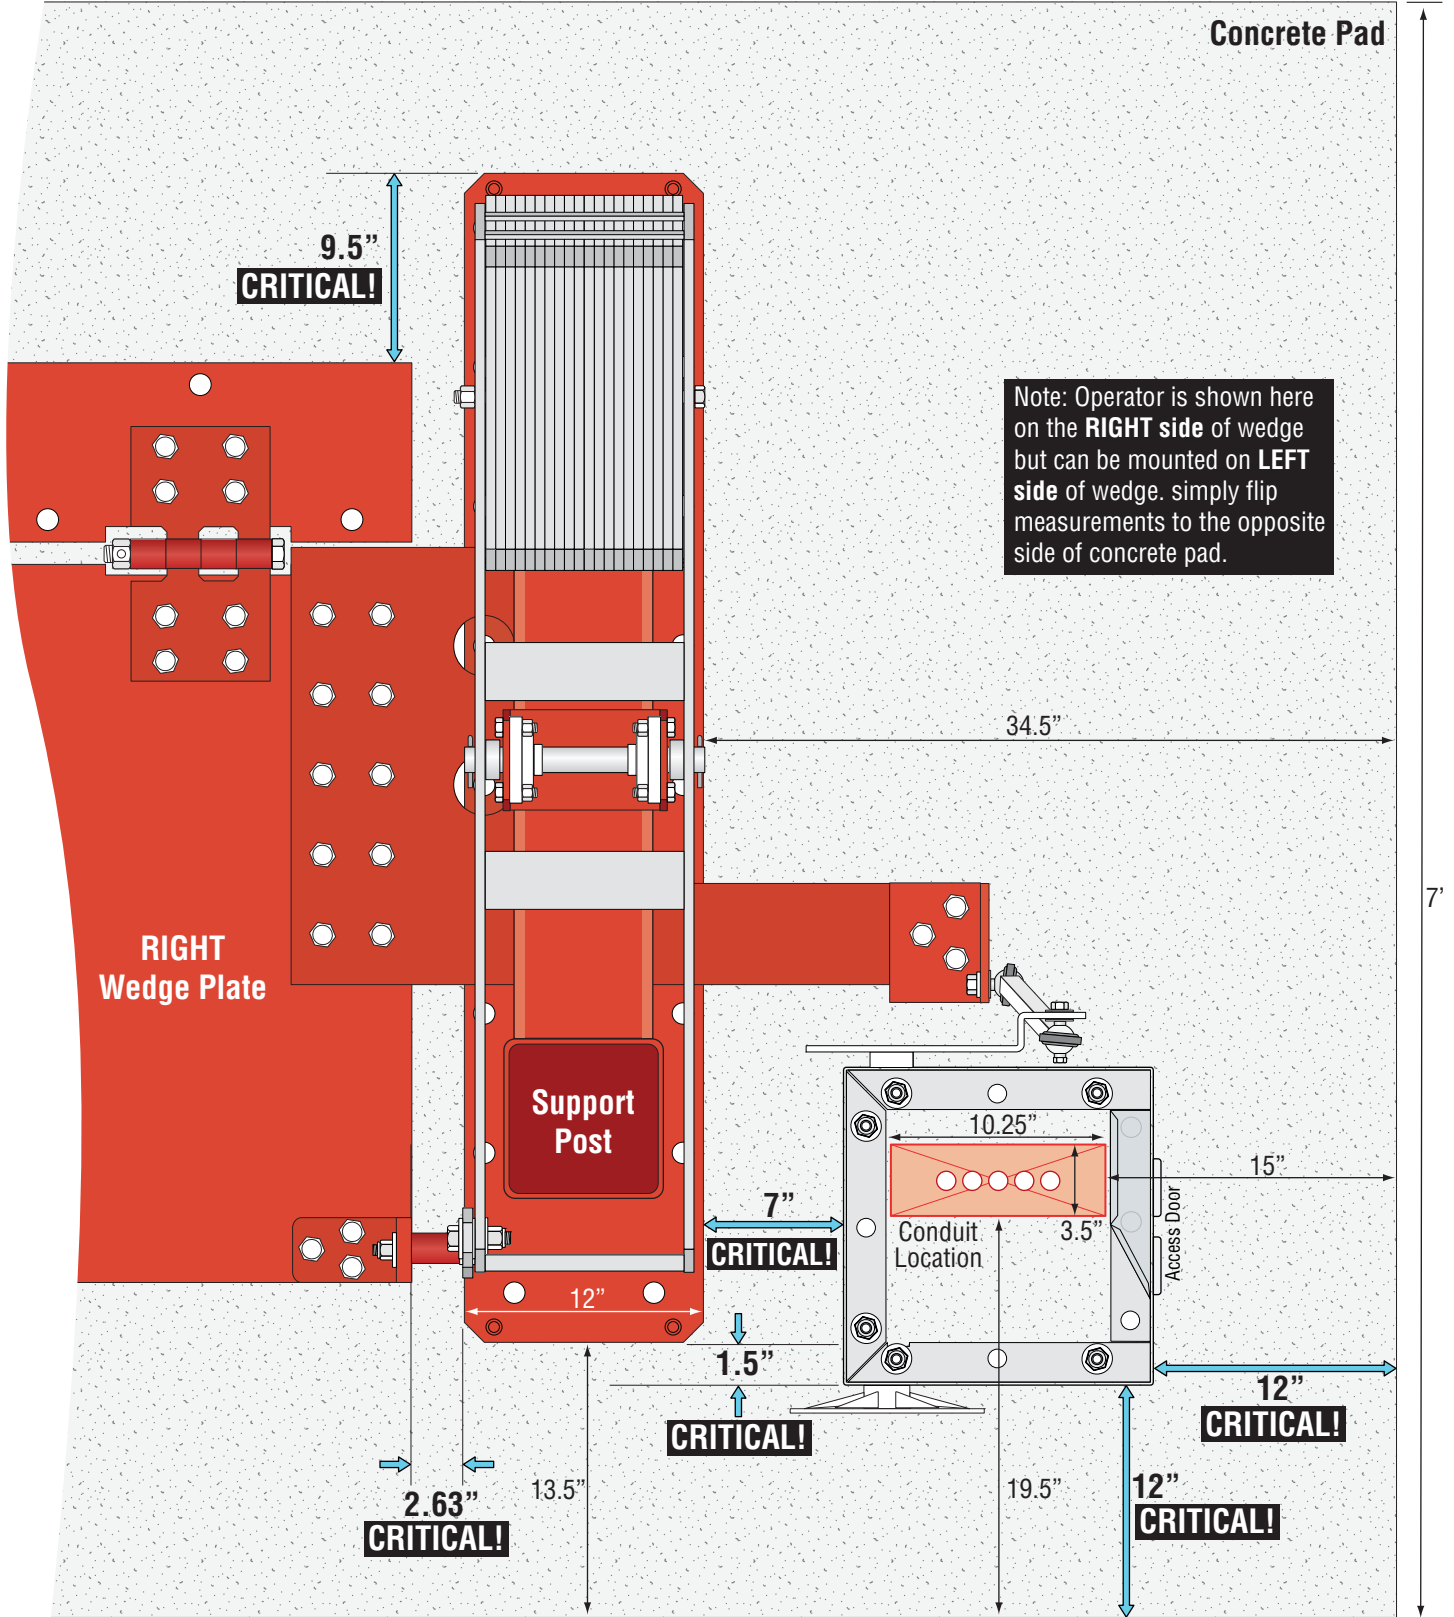 Concrete Pad
9.5”
CRITICAL!
Note: Operator is shown here
on the RIGHT side of wedge
but can be mounted on LEFT
side of wedge. simply flip
measurements to the opposite
side of concrete pad.
34.5”
7’
RIGHT
Wedge Plate
Support
Post
10.25”
15”
7”
CRITICAL!
3.5”
Conduit
Location
Access Door
12”
1.5”
CRITICAL!
12”
CRITICAL!
2.63”
CRITICAL!
13.5”
19.5”
12”
CRITICAL!